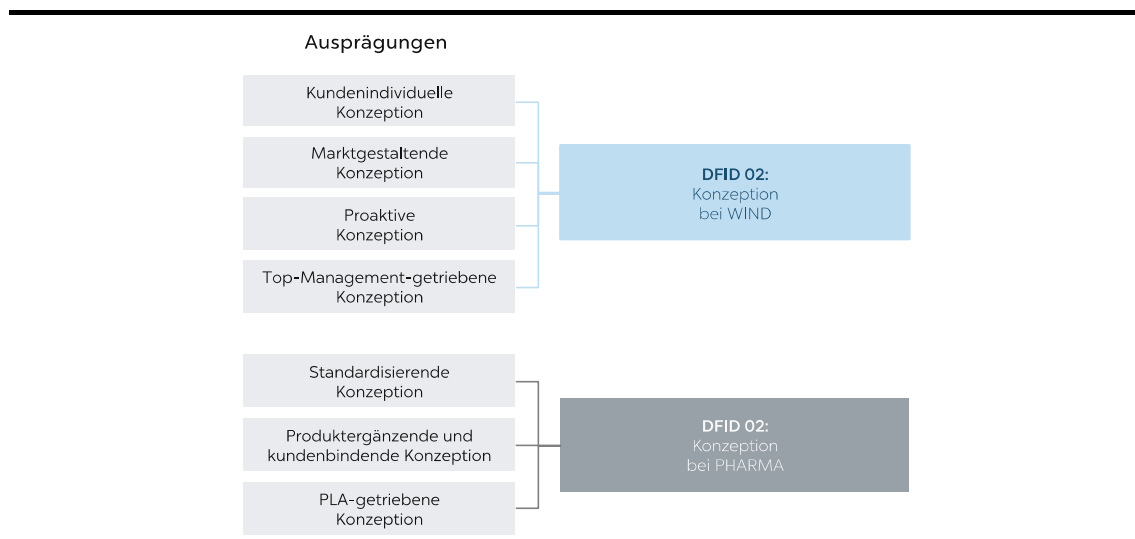 Ausprägungen
Kundenindividuelle
Konzeption
Marktgestaltende
Konzeption
Proaktive
Konzeption
Top-Management-getriebene
Konzeption
DFID 02:
Konzeption
bei WIND
Standardisierende
Konzeption
Produktergänzende und
kundenbindende Konzeption
PLA-getriebene
Konzeption
DFID 02:
Konzeption
bei PHARMA